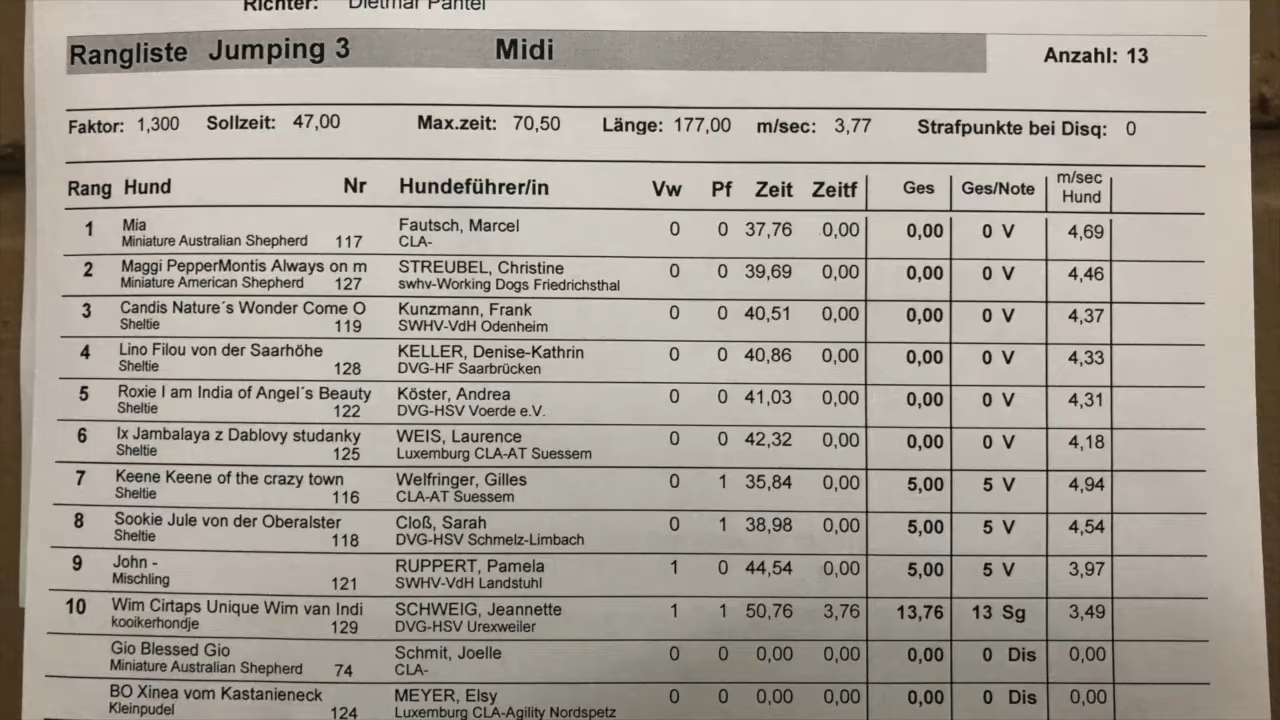 Richter: Dietmar Pantel
Rangliste Jumping 3 Midi Anzahl: 13
Faktor: 1,300 Sollzeit: 47,00 Max.zeit: 70,50 Länge: 177,00 m/sec: 3,77 Strafpunkte bei Disq: 0
Rang Hund Nr Hundeführer/in Vw Pf Zeit Zeitf Ges Ges/Note m/sec Hund
1 Mia Fautsch, Marcel 0 0 37,76 0,00 0,00 0 V 4,69
Miniature Australian Shepherd 117 CLA-
2 Maggi PepperMontis Always on m STREUBEL, Christine 0 0 39,69 0,00 0,00 0 V 4,46
Miniature American Shepherd 127 swhv-Working Dogs Friedrichsthal
3 Candis Nature´s Wonder Come O Kunzmann, Frank 0 0 40,51 0,00 0,00 0 V 4,37
Sheltie 119 SWHV-VdH Odenheim
4 Lino Filou von der Saarhöhe KELLER, Denise-Kathrin 0 0 40,86 0,00 0,00 0 V 4,33
Sheltie 128 DVG-HF Saarbrücken
5 Roxie I am India of Angel´s Beauty Köster, Andrea 0 0 41,03 0,00 0,00 0 V 4,31
Sheltie 122 DVG-HSV Voerde e.V.
6 Ix Jambalaya z Dablovy studanky WEIS, Laurence 0 0 42,32 0,00 0,00 0 V 4,18
Sheltie 125 Luxemburg CLA-AT Suessem
7 Keene Keene of the crazy town Welfringer, Gilles 0 1 35,84 0,00 5,00 5 V 4,94
Sheltie 116 CLA-AT Suessem
8 Sookie Jule von der Oberalster Cloß, Sarah 0 1 38,98 0,00 5,00 5 V 4,54
Sheltie 118 DVG-HSV Schmelz-Limbach
9 John - RUPPERT, Pamela 1 0 44,54 0,00 5,00 5 V 3,97
Mischling 121 SWHV-VdH Landstuhl
10 Wim Cirtaps Unique Wim van Indi SCHWEIG, Jeannette 1 1 50,76 3,76 13,76 13 Sg 3,49
kooikerhondje 129 DVG-HSV Urexweiler
Gio Blessed Gio Schmit, Joelle 0 0 0,00 0,00 0,00 0 Dis 0,00
Miniature Australian Shepherd 74 CLA-
BO Xinea vom Kastanieneck MEYER, Elsy 0 0 0,00 0,00 0,00 0 Dis 0,00
Kleinpudel 124 Luxemburg CLA-Agility Nordspetz